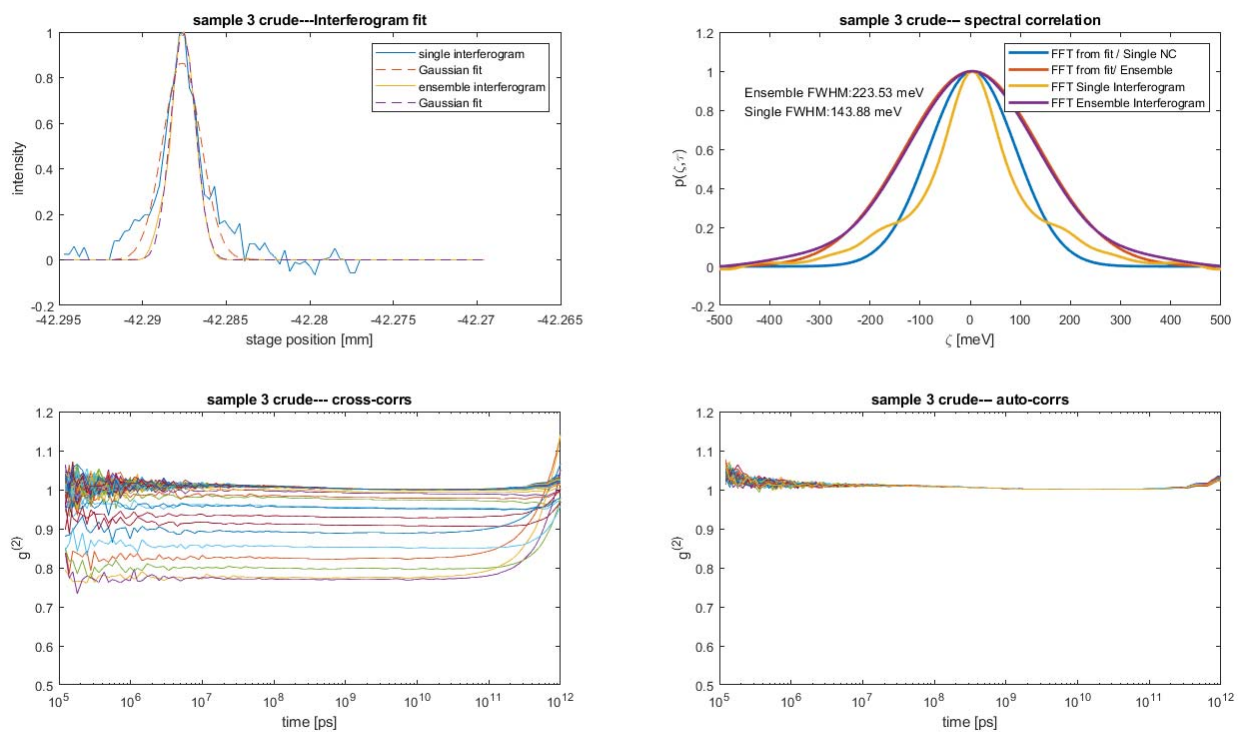 sample 3 crude---Interferogram fit
1
0.8
0.6
0.4
0.2
0
-0.2
intensity
single interferogram
Gaussian fit
ensemble interferogram
Gaussian fit
-42.295 -42.29 -42.285 -42.28 -42.275 -42.27 -42.265
stage position [mm]
sample 3 crude--- spectral correlation
1.2
1
0.8
0.6
0.4
0.2
0
-0.2
p(ζ,τ)
Ensemble FWHM:223.53 meV
Single FWHM:143.88 meV
FFT from fit / Single NC
FFT from fit/ Ensemble
FFT Single Interferogram
FFT Ensemble Interferogram
-500 -400 -300 -200 -100 0 100 200 300 400 500
ζ [meV]
sample 3 crude--- cross-corrs
1.2
1.1
1
0.9
0.8
0.7
0.6
0.5
g(2)
10^5 10^6 10^7 10^8 10^9 10^10 10^11 10^12
time [ps]
sample 3 crude--- auto-corrs
1.2
1.1
1
0.9
0.8
0.7
0.6
0.5
g(2)
10^5 10^6 10^7 10^8 10^9 10^10 10^11 10^12
time [ps]